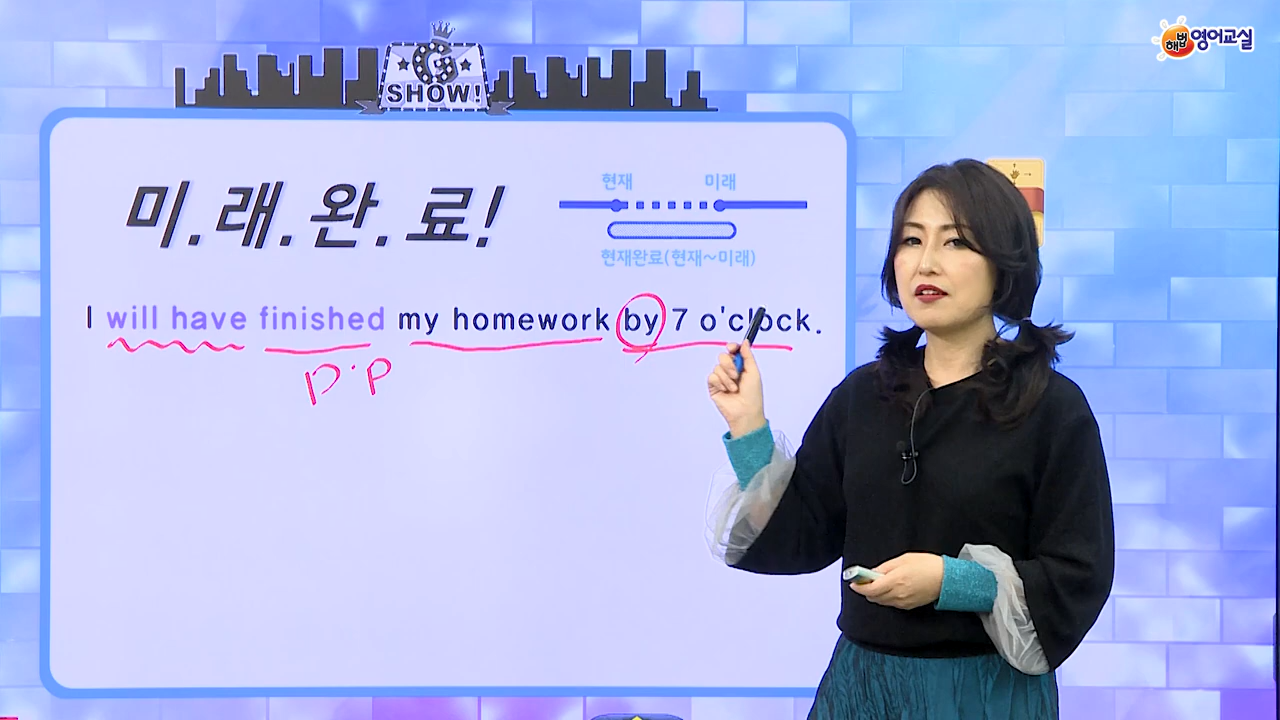 해법영어교실
G
SHOW!
미.래.완.료!
현재 미래
현재완료(현재~미래)
I will have finished my homework by 7 o'clock.
P.P